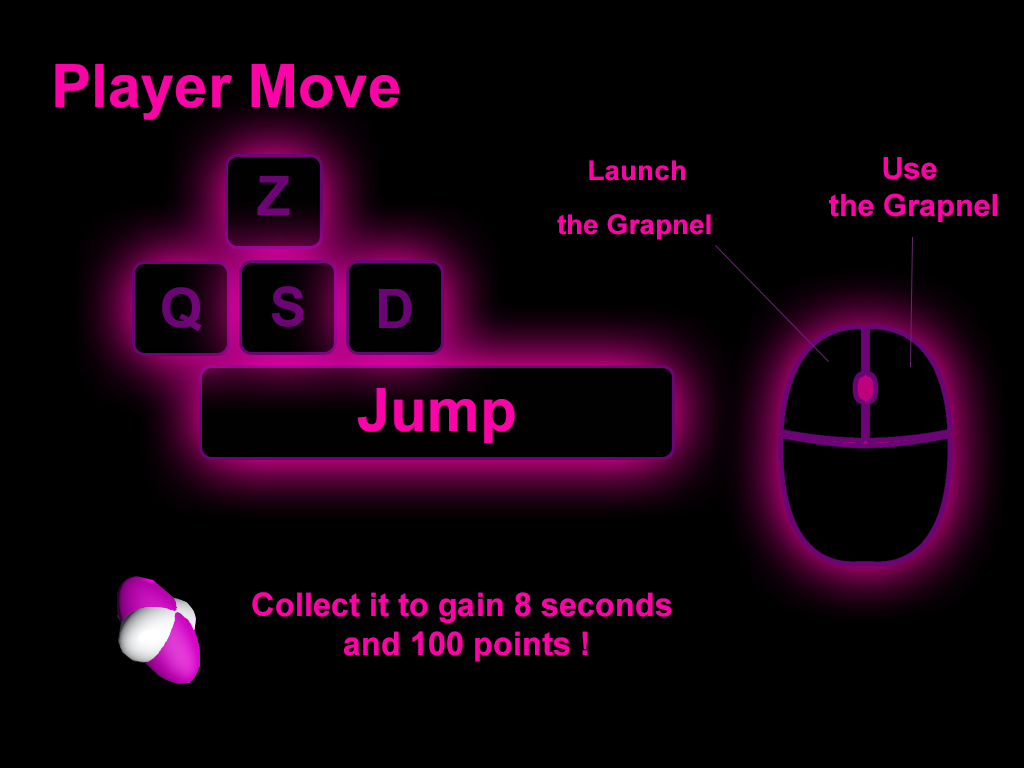 Player Move
Z
Q S D
Jump
Launch
the Grapnel
Use
the Grapnel
Collect it to gain 8 seconds
and 100 points !